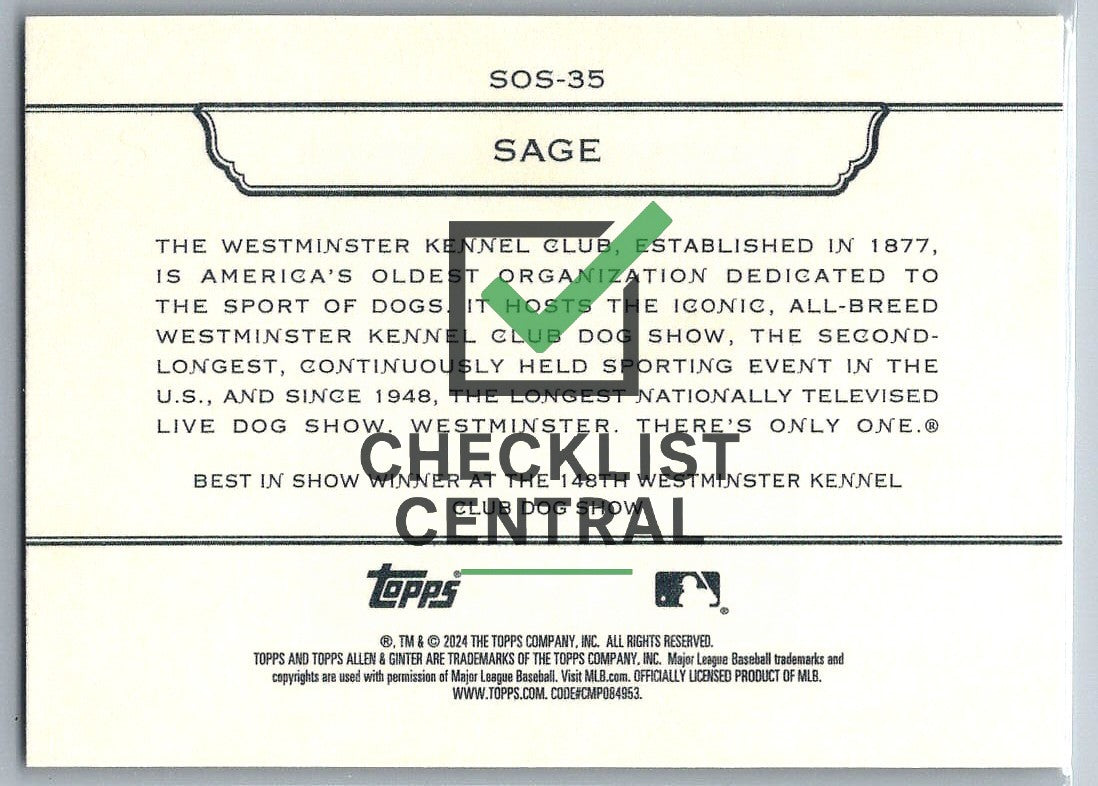 SOS-35
SAGE
THE WESTMINSTER KENNEL CLUB, ESTABLISHED IN 1877,
IS AMERICA'S OLDEST ORGANIZATION DEDICATED TO
THE SPORT OF DOGS. IT HOSTS THE ICONIC, ALL-BREED
WESTMINSTER KENNEL CLUB DOG SHOW, THE SECOND-
LONGEST, CONTINUOUSLY HELD SPORTING EVENT IN THE
U.S., AND SINCE 1948, THE LONGEST NATIONALLY TELEVISED
LIVE DOG SHOW. WESTMINSTER. THERE'S ONLY ONE.®
CHECKLIST
BEST IN SHOW WINNER AT THE 148TH WESTMINSTER KENNEL
CLUB DOG SHOW
CENTRAL
TOPPS®
®
®, TM & © 2024 THE TOPPS COMPANY, INC. ALL RIGHTS RESERVED.
TOPPS AND TOPPS ALLEN & GINTER ARE TRADEMARKS OF THE TOPPS COMPANY, INC. Major League Baseball trademarks and
copyrights are used with permission of Major League Baseball. Visit MLB.com. OFFICIALLY LICENSED PRODUCT OF MLB.
WWW.TOPPS.COM. CODE#CMP084953.